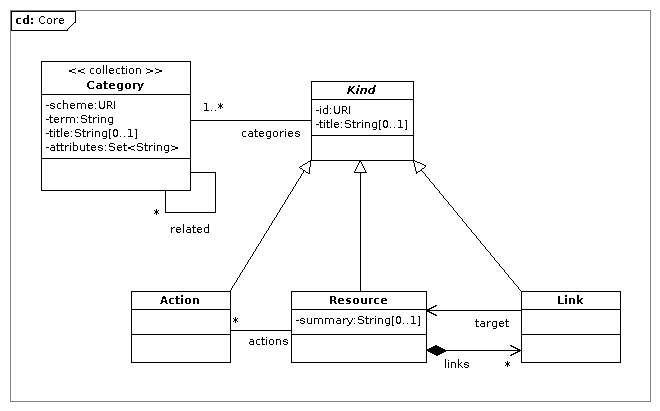 cd: Core
<< collection >>
Category
-scheme:URI
-term:String
-title:String[0..1]
-attributes:Set<String>
1..*
categories
Kind
-id:URI
-title:String[0..1]
*
related
Action
*
actions
Resource
-summary:String[0..1]
target
links
*
Link